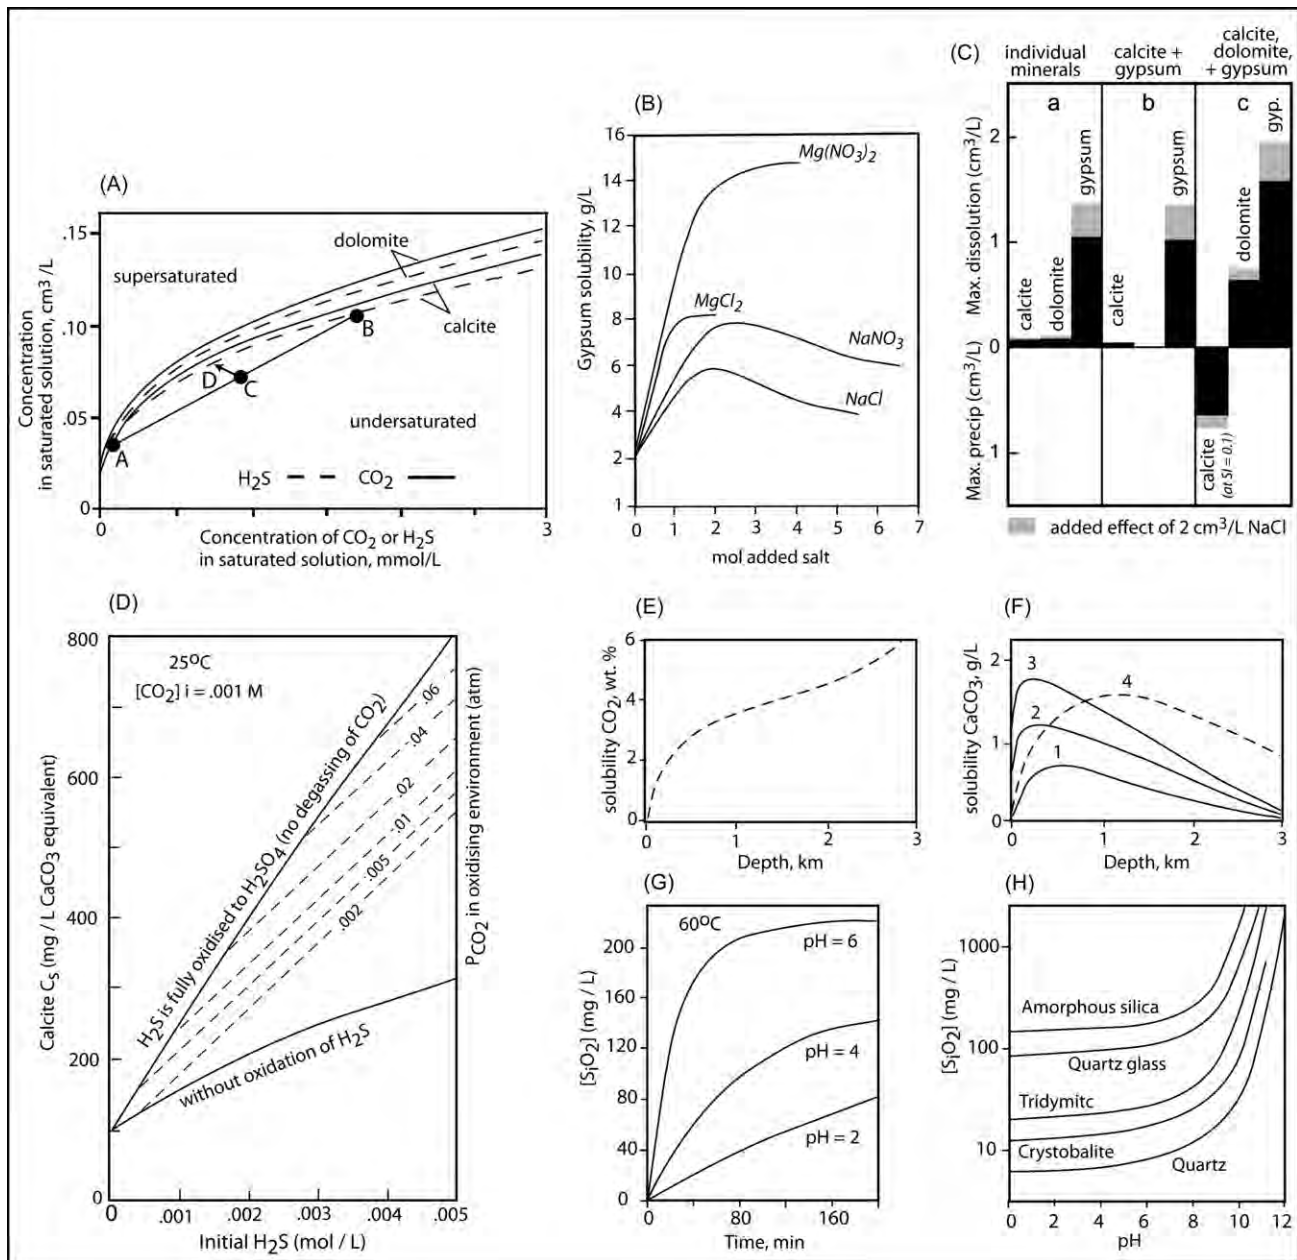 (A)
Concentration
in saturated solution, cm³/L
.15
.10
.05
0
supersaturated
dolomite
calcite
undersaturated
A
B
C
D
H₂S
CO₂
0
3
Concentration of CO₂ or H₂S
in saturated solution, mmol/L
(B)
Gypsum solubility, g/L
16
14
12
10
8
6
4
2
1
Mg(NO₃)₂
MgCl₂
NaNO₃
NaCl
0
1
2
3
4
5
6
7
mol added salt
(C)
individual
minerals
calcite +
gypsum
calcite,
dolomite,
+ gypsum
a
b
c
Max. dissolution (cm³/L)
Max. precip (cm³/L)
2
1
0
1
calcite
dolomite
gypsum
calcite
gypsum
calcite
(at SI = 0.1)
dolomite
gyp.
added effect of 2 cm³/L NaCl
(D)
Calcite Cₛ (mg / L CaCO₃ equivalent)
800
600
400
200
0
25ºC
[CO₂] i = .001 M
H₂S is fully oxidised to H₂SO₄ (no degassing of CO₂)
.06
.04
.02
.01
.005
.002
without oxidation of H₂S
P_CO₂ in oxidising environment (atm)
0
.001
.002
.003
.004
.005
Initial H₂S (mol / L)
(E)
solubility CO₂, wt. %
6
4
2
0
0
1
2
3
Depth, km
(F)
solubility CaCO₃, g/L
2
1
0
3
2
1
4
0
1
2
3
Depth, km
(G)
[SiO₂] (mg / L)
200
160
120
80
40
0
60ºC
pH = 6
pH = 4
pH = 2
0
80
160
Time, min
(H)
[SiO₂] (mg / L)
1000
100
10
Amorphous silica
Quartz glass
Tridymitc
Crystobalite
Quartz
0
2
4
6
8
10
12
pH